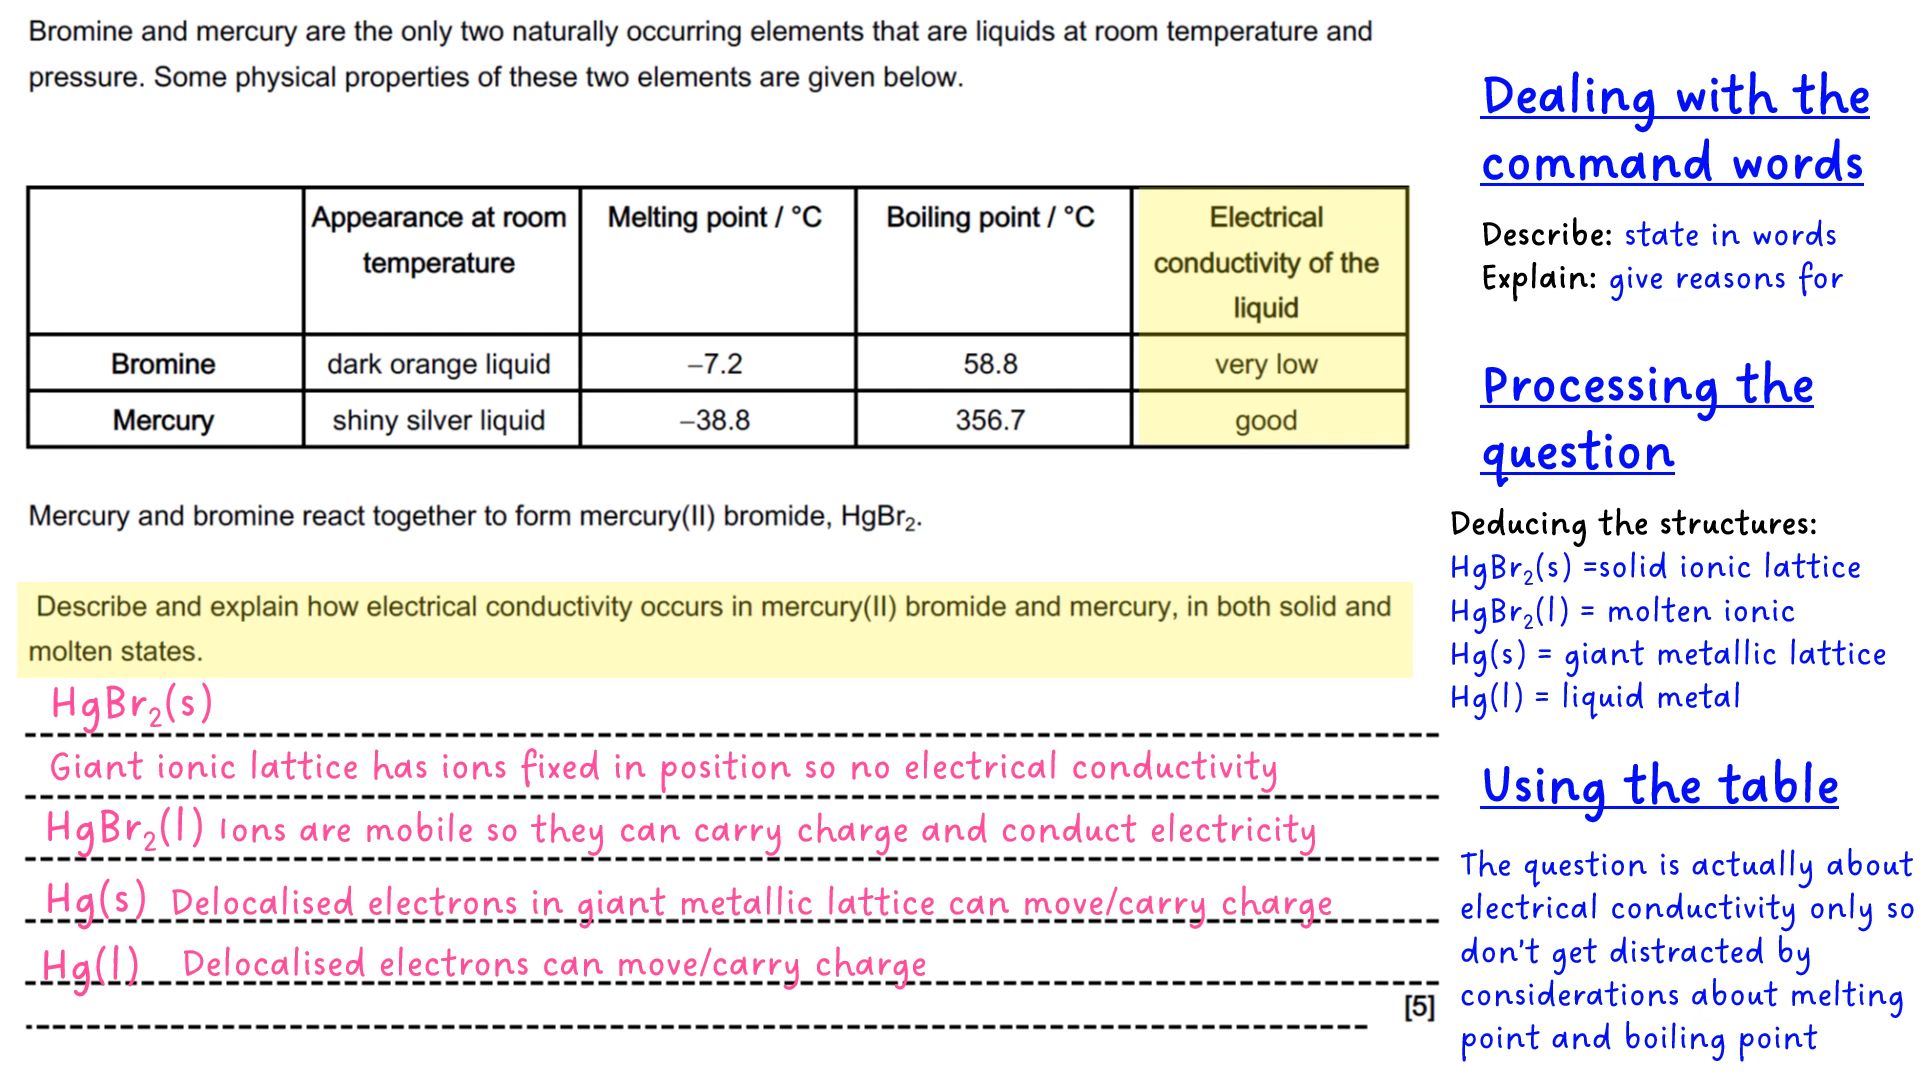 Bromine and mercury are the only two naturally occurring elements that are liquids at room temperature and
pressure. Some physical properties of these two elements are given below.
Appearance at room temperature
Melting point / °C
Boiling point / °C
Electrical conductivity of the liquid
Bromine
dark orange liquid
–7.2
58.8
very low
Mercury
shiny silver liquid
–38.8
356.7
good
Mercury and bromine react together to form mercury(II) bromide, HgBr₂.
Describe and explain how electrical conductivity occurs in mercury(II) bromide and mercury, in both solid and
molten states.
HgBr₂(s)
Giant ionic lattice has ions fixed in position so no electrical conductivity
HgBr₂(l) Ions are mobile so they can carry charge and conduct electricity
Hg(s) Delocalised electrons in giant metallic lattice can move/carry charge
Hg(l) Delocalised electrons can move/carry charge
[5]
Dealing with the
command words
Describe: state in words
Explain: give reasons for
Processing the
question
Deducing the structures:
HgBr₂(s) =solid ionic lattice
HgBr₂(l) = molten ionic
Hg(s) = giant metallic lattice
Hg(l) = liquid metal
Using the table
The question is actually about
electrical conductivity only so
don't get distracted by
considerations about melting
point and boiling point